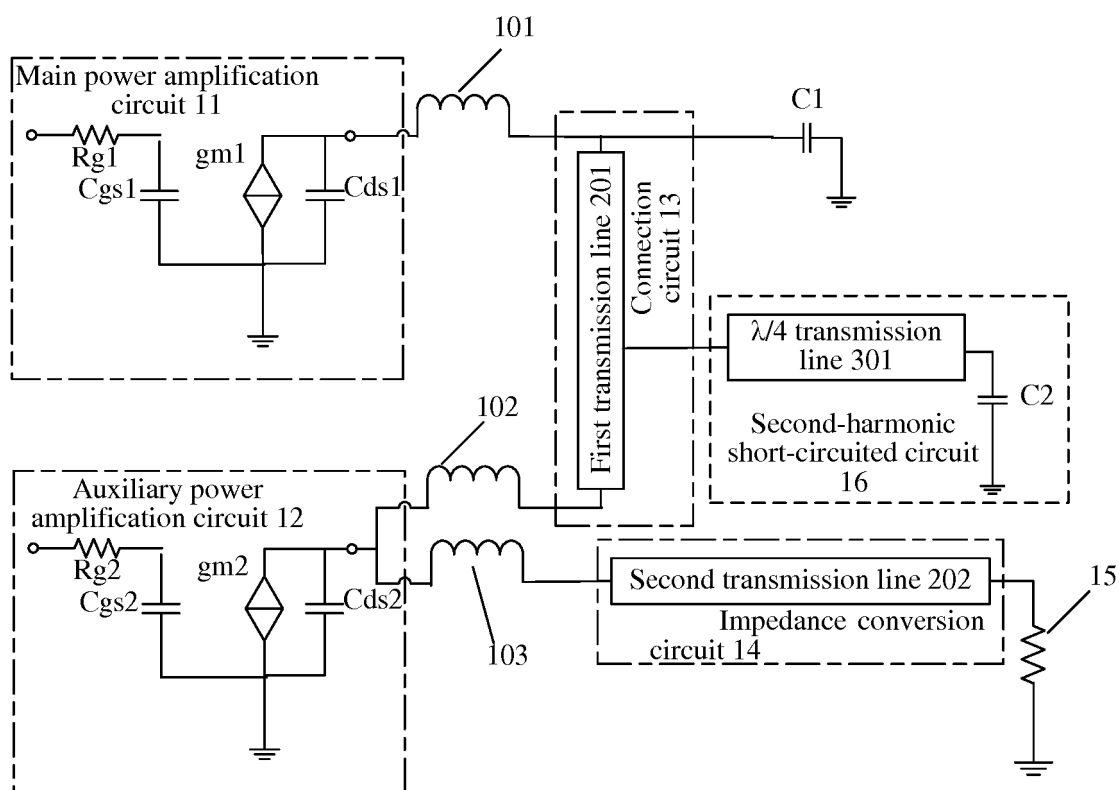 101
Main power amplification
circuit 11
Rg1
Cgs1
gm1
Cds1
C1
First transmission line 201
Connection
circuit 13
λ/4 transmission
line 301
C2
Second-harmonic
short-circuited circuit
16
102
Auxiliary power
amplification circuit 12
Rg2
Cgs2
gm2
Cds2
103
Second transmission line 202
Impedance conversion
circuit 14
15